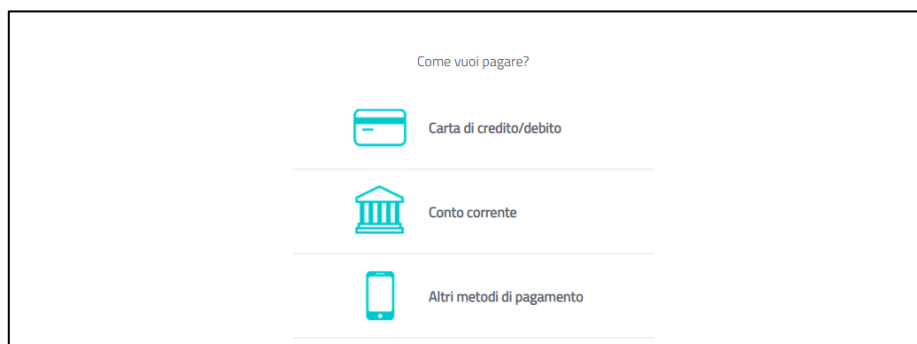 Come vuoi pagare?
Carta di credito/debito
Conto corrente
Altri metodi di pagamento